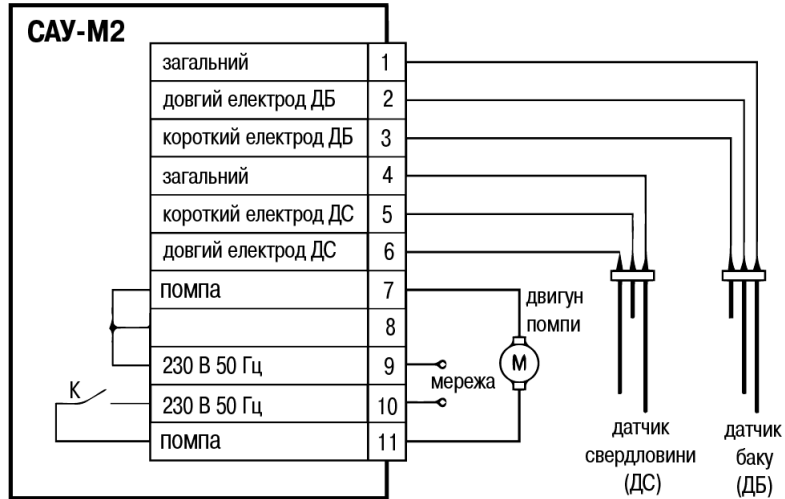 САУ-М2
загальний 1
довгий електрод ДБ 2
короткий електрод ДБ 3
загальний 4
короткий електрод ДС 5
довгий електрод ДС 6
помпа 7
8
230 В 50 Гц 9
230 В 50 Гц 10
помпа 11
К
мережа
двигун
помпи
М
датчик
свердловини
(ДС)
датчик
баку
(ДБ)